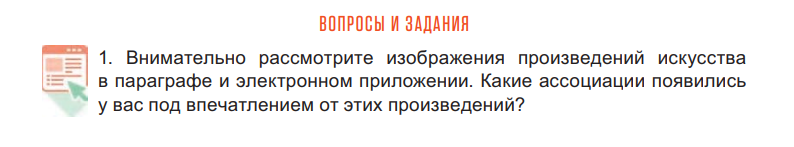 ВОПРОСЫ И ЗАДАНИЯ
1. Внимательно рассмотрите изображения произведений искусства
в параграфе и электронном приложении. Какие ассоциации появились
у вас под впечатлением от этих произведений?